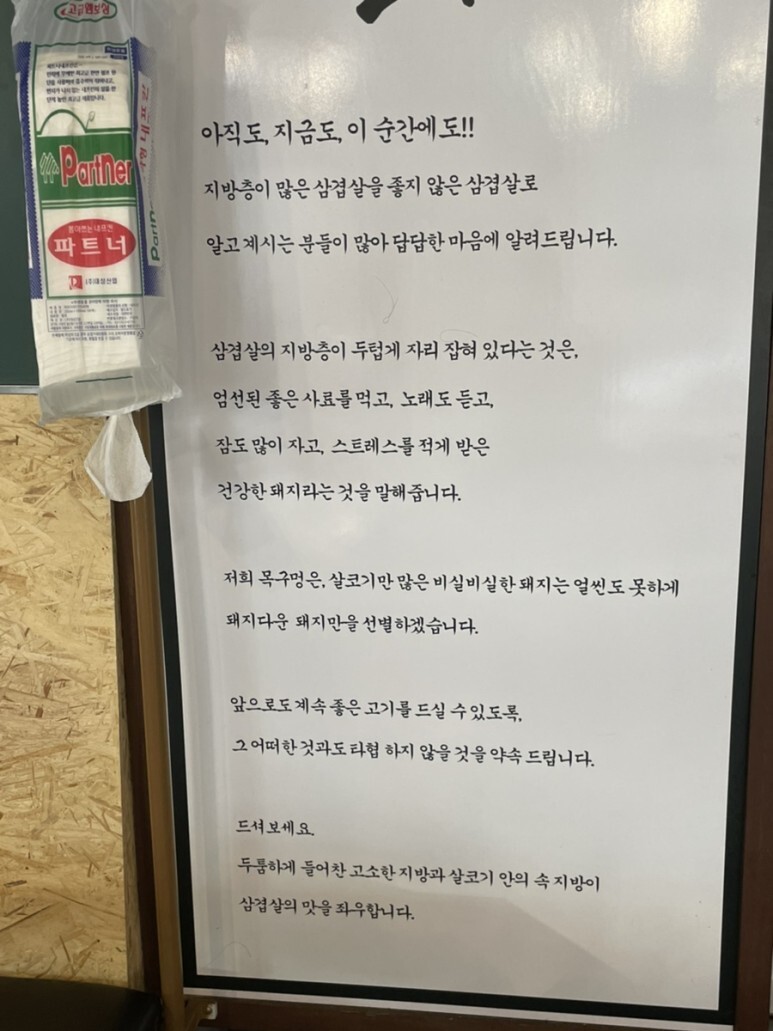 고급웜보싱
Partner
파트너
(주)대성산업
아직도, 지금도, 이 순간에도!!
지방층이 많은 삼겹살을 좋지 않은 삼겹살로
알고 계시는 분들이 많아 답답한 마음에 알려드립니다.
삼겹살의 지방층이 두텁게 자리 잡혀 있다는 것은,
엄선된 좋은 사료를 먹고, 노래도 듣고,
잠도 많이 자고, 스트레스를 적게 받은
건강한 돼지라는 것을 말해줍니다.
저희 목구멍은, 살코기만 많은 비실비실한 돼지는 얼씬도 못하게
돼지다운 돼지만을 선별하겠습니다.
앞으로도 계속 좋은 고기를 드실 수 있도록,
그 어떠한 것과도 타협 하지 않을 것을 약속 드립니다.
드셔보세요.
두툼하게 들어찬 고소한 지방과 살코기 안의 속 지방이
삼겹살의 맛을 좌우합니다.